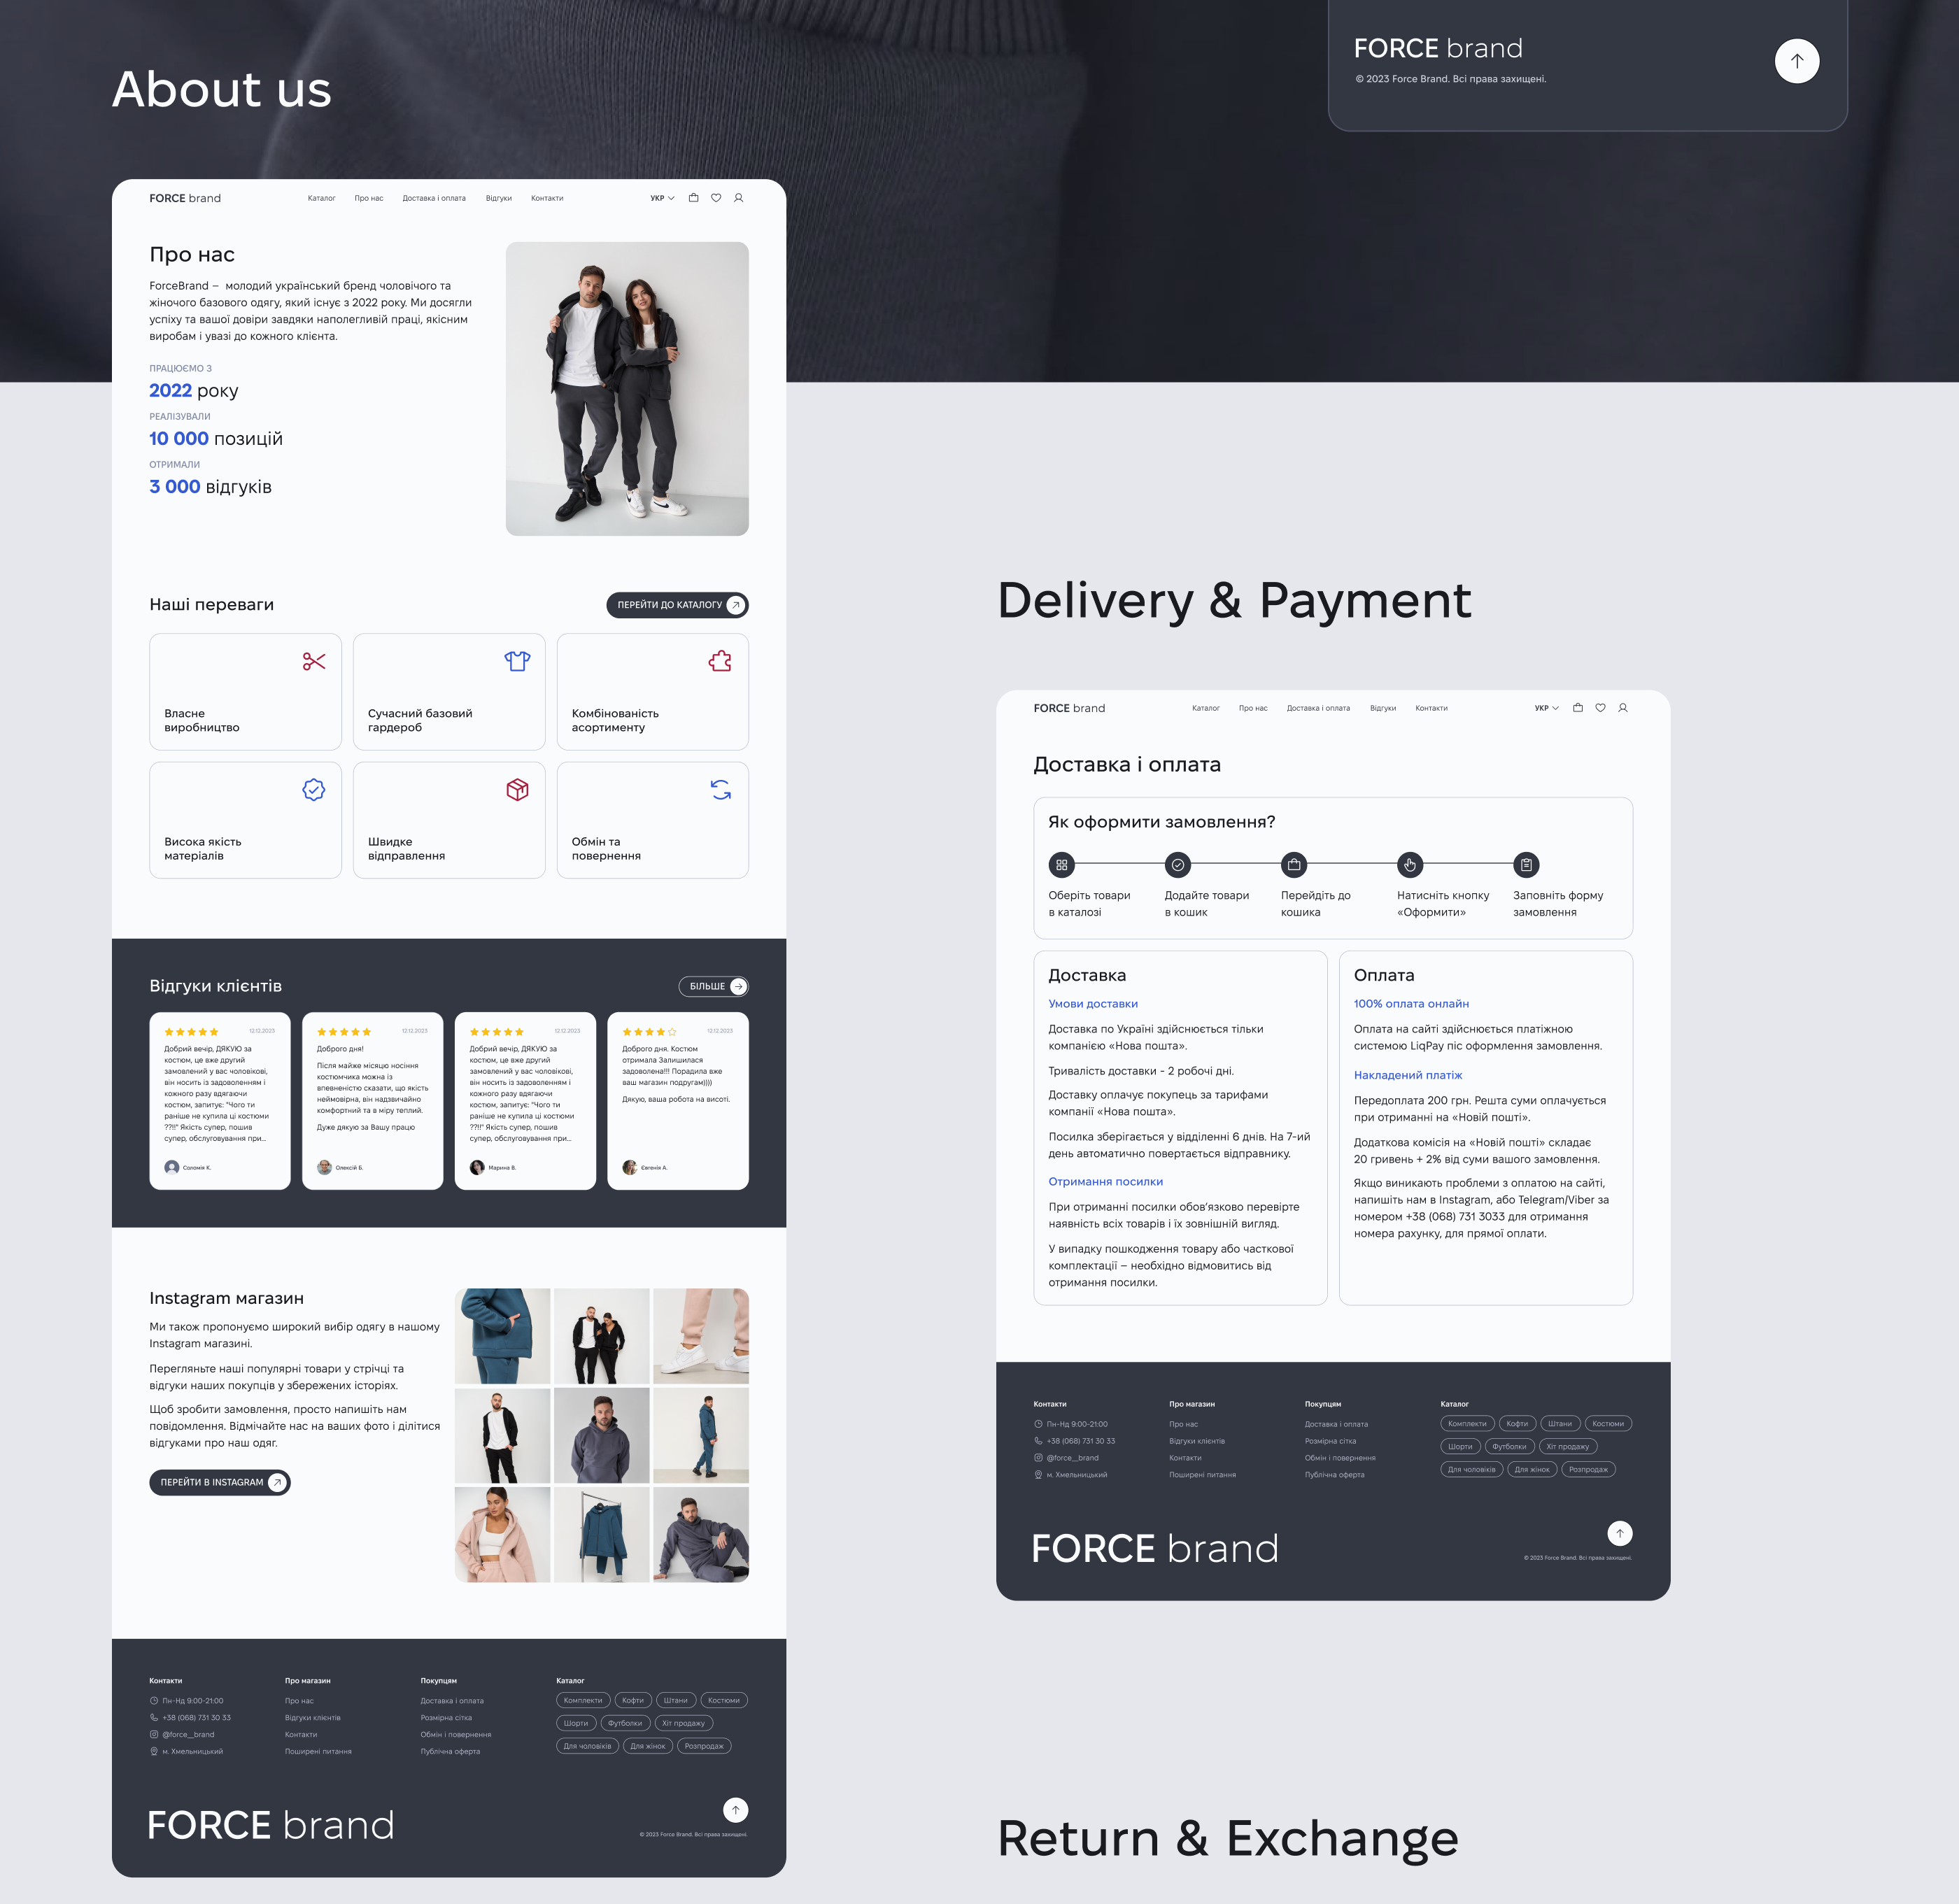 About us
FORCE brand
© 2023 Force Brand. Всі права захищені.
FORCE brand
Каталог
Про нас
Доставка і оплата
Відгуки
Контакти
УКР
Про нас
ForceBrand – молодий український бренд чоловічого та
жіночого базового одягу, який існує з 2022 року. Ми досягли
успіху та вашої довіри завдяки наполегливій праці, якісним
виробам і увазі до кожного клієнта.
ПРАЦЮЄМО З
2022 року
РЕАЛІЗУВАЛИ
10 000 позицій
ОТРИМАЛИ
3 000 відгуків
Наші переваги
ПЕРЕЙТИ ДО КАТАЛОГУ
Власне
виробництво
Сучасний базовий
гардероб
Комбінованість
асортименту
Висока якість
матеріалів
Швидке
відправлення
Обмін та
повернення
Відгуки клієнтів
БІЛЬШЕ
12.12.2023
Добрий вечір, ДЯКУЮ за
костюм, це вже другий
замовлений у вас чоловікові,
він носить із задоволенням і
кожного разу вдягаючи
костюм, запитує: "Чого ти
раніше не купила ці костюми
??!!" Якість супер, пошив
супер, обслуговування при...
Соломія К.
12.12.2023
Доброго дня!
Після майже місяцю носіння
костюмчика можна із
впевненістю сказати, що якість
неймовірна, він надзвичайно
комфортний та в міру теплий.
Дуже дякую за Вашу працю
Олексій Б.
12.12.2023
Добрий вечір, ДЯКУЮ за
костюм, це вже другий
замовлений у вас чоловікові,
він носить із задоволенням і
кожного разу вдягаючи
костюм, запитує: "Чого ти
раніше не купила ці костюми
??!!" Якість супер, пошив
супер, обслуговування при...
Марина В.
12.12.2023
Доброго дня. Костюм
отримала Залишилася
задоволена!!! Порадила вже
ваш магазин подругам))))
Дякую, ваша робота на висоті.
Євгенія А.
Instagram магазин
Ми також пропонуємо широкий вибір одягу в нашому
Instagram магазині.
Перегляньте наші популярні товари у стрічці та
відгуки наших покупців у збережених історіях.
Щоб зробити замовлення, просто напишіть нам
повідомлення. Відмічайте нас на ваших фото і ділітися
відгуками про наш одяг.
ПЕРЕЙТИ В INSTAGRAM
Контакти
Пн-Нд 9:00-21:00
+38 (068) 731 30 33
@force__brand
м. Хмельницький
Про магазин
Про нас
Відгуки клієнтів
Контакти
Поширені питання
Покупцям
Доставка і оплата
Розмірна сітка
Обмін і повернення
Публічна оферта
Каталог
Комплекти
Кофти
Штани
Костюми
Шорти
Футболки
Хіт продажу
Для чоловіків
Для жінок
Розпродаж
FORCE brand
© 2023 Force Brand. Всі права захищені.
Delivery & Payment
FORCE brand
Каталог
Про нас
Доставка і оплата
Відгуки
Контакти
УКР
Доставка і оплата
Як оформити замовлення?
Оберіть товари
в каталозі
Додайте товари
в кошик
Перейдіть до
кошика
Натисніть кнопку
«Оформити»
Заповніть форму
замовлення
Доставка
Умови доставки
Доставка по Україні здійснюється тільки
компанією «Нова пошта».
Тривалість доставки - 2 робочі дні.
Доставку оплачує покупець за тарифами
компанії «Нова пошта».
Посилка зберігається у відділенні 6 днів. На 7-ий
день автоматично повертається відправнику.
Отримання посилки
При отриманні посилки обов'язково перевірте
наявність всіх товарів і їх зовнішній вигляд.
У випадку пошкодження товару або часткової
комплектації – необхідно відмовитись від
отримання посилки.
Оплата
100% оплата онлайн
Оплата на сайті здійснюється платіжною
системою LiqPay піс оформлення замовлення.
Накладений платіж
Передоплата 200 грн. Решта суми оплачується
при отриманні на «Новій пошті».
Додаткова комісія на «Новій пошті» складає
20 гривень + 2% від суми вашого замовлення.
Якщо виникають проблеми з оплатою на сайті,
напишіть нам в Instagram, або Telegram/Viber за
номером +38 (068) 731 3033 для отримання
номера рахунку, для прямої оплати.
Контакти
Пн-Нд 9:00-21:00
+38 (068) 731 30 33
@force__brand
м. Хмельницький
Про магазин
Про нас
Відгуки клієнтів
Контакти
Поширені питання
Покупцям
Доставка і оплата
Розмірна сітка
Обмін і повернення
Публічна оферта
Каталог
Комплекти
Кофти
Штани
Костюми
Шорти
Футболки
Хіт продажу
Для чоловіків
Для жінок
Розпродаж
FORCE brand
© 2023 Force Brand. Всі права захищені.
Return & Exchange